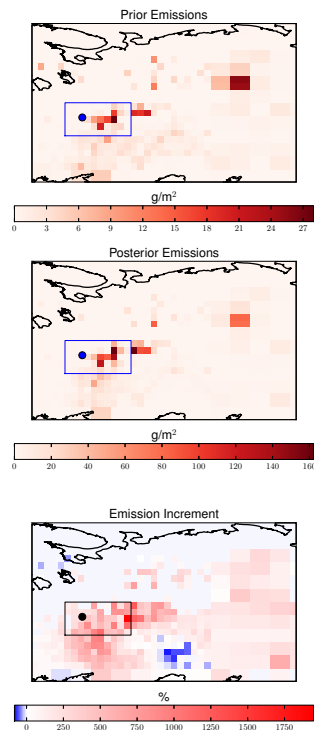 Prior Emissions
g/m²
0 3 6 9 12 15 18 21 24 27
Posterior Emissions
g/m²
0 20 40 60 80 100 120 140 160
Emission Increment
%
0 250 500 750 1000 1250 1500 1750